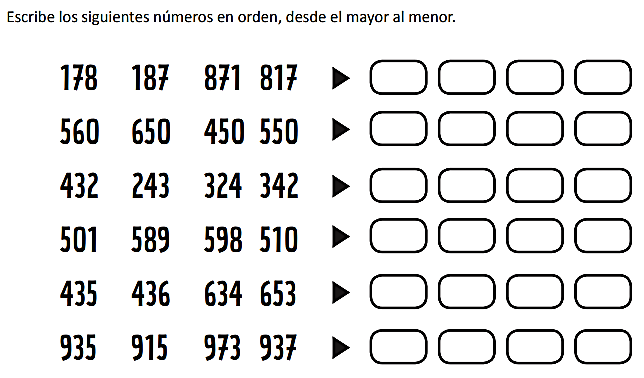 Escribe los siguientes números en orden, desde el mayor al menor.
178 187 871 817
560 650 450 550
432 243 324 342
501 589 598 510
435 436 634 653
935 915 973 937